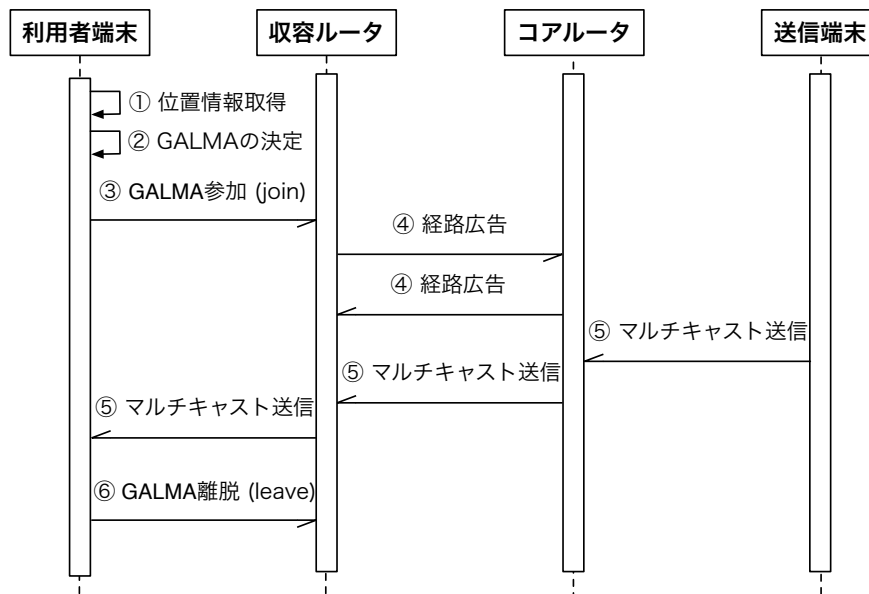 利用者端末
収容ルータ
コアルータ
送信端末
① 位置情報取得
② GALMAの決定
③ GALMA参加 (join)
④ 経路広告
④ 経路広告
⑤ マルチキャスト送信
⑤ マルチキャスト送信
⑤ マルチキャスト送信
⑥ GALMA離脱 (leave)